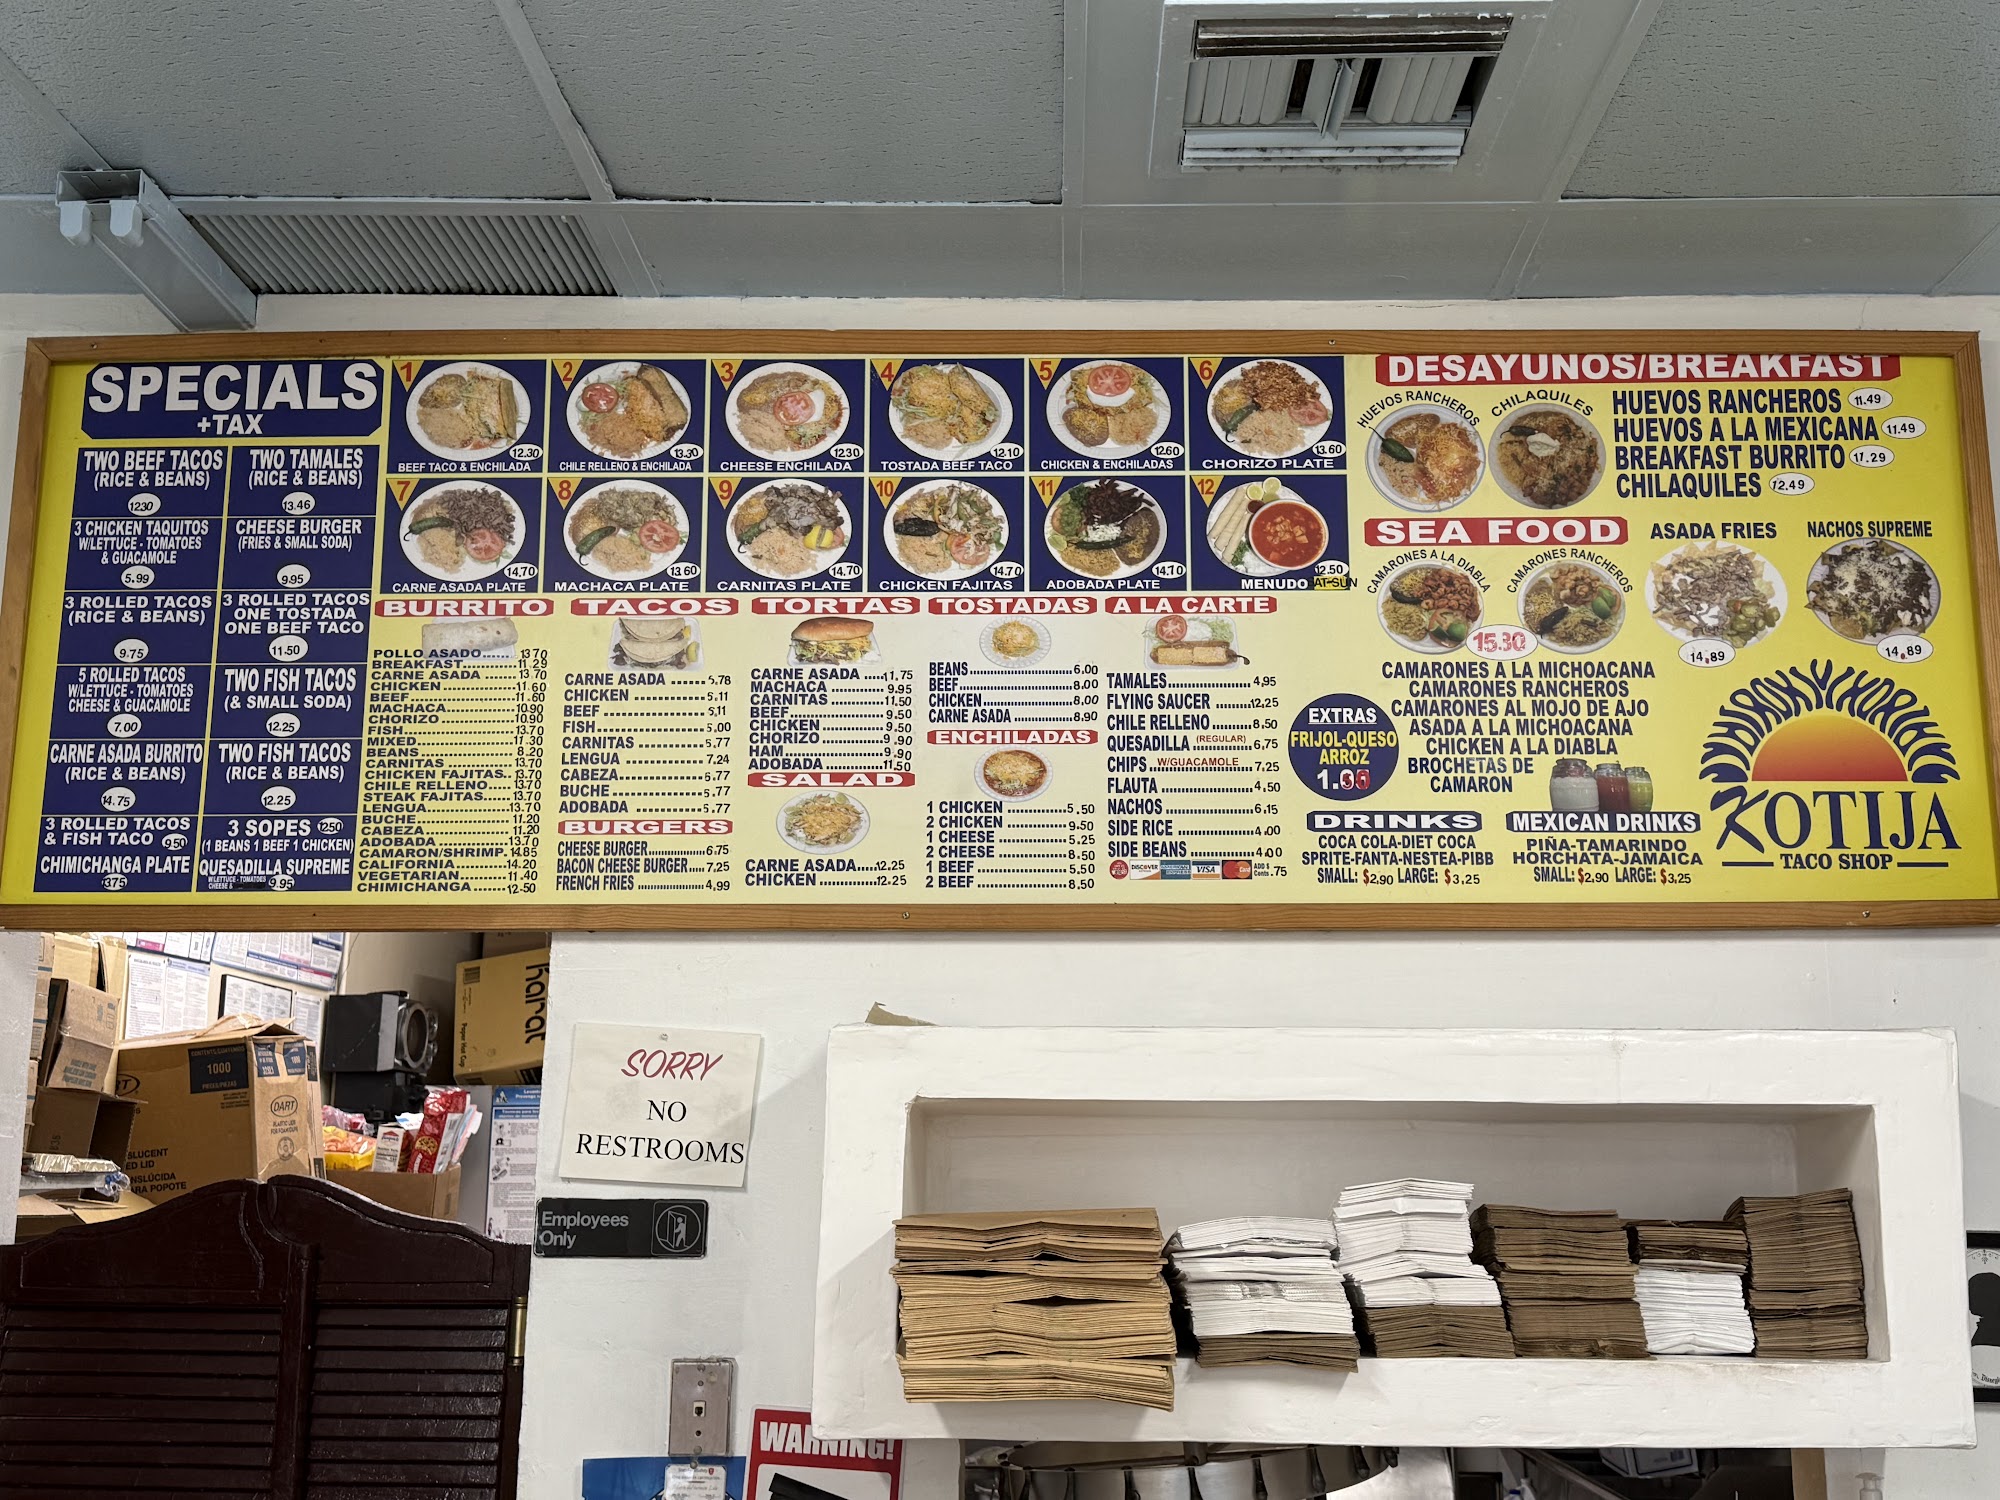 SPECIALS
+TAX
TWO BEEF TACOS
(RICE & BEANS)
12.30
3 CHICKEN TAQUITOS
W/LETTUCE - TOMATOES
& GUACAMOLE
5.99
3 ROLLED TACOS
(RICE & BEANS)
9.75
5 ROLLED TACOS
W/LETTUCE - TOMATOES
CHEESE & GUACAMOLE
7.00
CARNE ASADA BURRITO
(RICE & BEANS)
14.75
3 ROLLED TACOS
& FISH TACO 9.50
CHIMICHANGA PLATE
13.75
TWO TAMALES
(RICE & BEANS)
13.46
CHEESE BURGER
(FRIES & SMALL SODA)
9.95
3 ROLLED TACOS
ONE TOSTADA
ONE BEEF TACO
11.50
TWO FISH TACOS
(& SMALL SODA)
12.25
TWO FISH TACOS
(RICE & BEANS)
12.25
3 SOPES 12.50
(1 BEANS 1 BEEF 1 CHICKEN)
QUESADILLA SUPREME
W/LETTUCE - TOMATOES
CHEESE & 9.95
1 12.30
BEEF TACO & ENCHILADA
2 13.30
CHILE RELLENO & ENCHILADA
3 12.30
CHEESE ENCHILADA
4 12.10
TOSTADA BEEF TACO
5 12.60
CHICKEN & ENCHILADAS
6 13.60
CHORIZO PLATE
7 14.70
CARNE ASADA PLATE
8 13.60
MACHACA PLATE
9 14.70
CARNITAS PLATE
10 14.70
CHICKEN FAJITAS
11 14.70
ADOBADA PLATE
12 12.50
MENUDO SAT-SUN
BURRITO
POLLO ASADO...... 13.70
BREAKFAST...... 11.29
CARNE ASADA ...... 13.70
CHICKEN ...... 11.60
BEEF ...... 11.60
MACHACA ...... 10.90
CHORIZO ...... 10.90
FISH ...... 13.70
MIXED ...... 11.30
BEANS ...... 8.20
CARNITAS ...... 13.70
CHICKEN FAJITAS.. 13.70
CHILE RELLENO.... 13.70
STEAK FAJITAS.... 13.70
LENGUA ...... 13.70
BUCHE ...... 11.20
CABEZA ...... 11.20
ADOBADA ...... 13.70
CAMARON/SHRIMP. 14.85
CALIFORNIA ...... 14.20
VEGETARIAN ...... 11.40
CHIMICHANGA ...... 12.50
TACOS
CARNE ASADA ...... 5.78
CHICKEN ...... 5.11
BEEF ...... 5.11
FISH ...... 5.00
CARNITAS ...... 5.77
LENGUA ...... 7.24
CABEZA ...... 5.77
BUCHE ...... 5.77
ADOBADA ...... 5.77
BURGERS
CHEESE BURGER ...... 6.75
BACON CHEESE BURGER..... 7.25
FRENCH FRIES ...... 4.99
TORTAS
CARNE ASADA ..... 11.75
MACHACA ...... 9.95
CARNITAS ...... 11.50
BEEF ...... 9.50
CHICKEN ...... 9.50
CHORIZO ...... 9.90
HAM ...... 9.90
ADOBADA ...... 11.50
SALAD
CARNE ASADA.... 12.25
CHICKEN ...... 12.25
TOSTADAS
BEANS ...... 6.00
BEEF ...... 8.00
CHICKEN ...... 8.00
CARNE ASADA ...... 8.90
ENCHILADAS
1 CHICKEN ...... 5.50
2 CHICKEN ...... 9.50
1 CHEESE ...... 5.25
2 CHEESE ...... 8.50
1 BEEF ...... 5.50
2 BEEF ...... 8.50
A LA CARTE
TAMALES ...... 4.95
FLYING SAUCER ...... 12.25
CHILE RELLENO ...... 8.50
QUESADILLA (REGULAR) ...... 6.75
CHIPS W/GUACAMOLE ...... 7.25
FLAUTA ...... 4.50
NACHOS ...... 6.15
SIDE RICE ...... 4.00
SIDE BEANS ...... 4.00
DISCOVER VISA ADD $ .75
Cents
DESAYUNOS/BREAKFAST
HUEVOS RANCHEROS
CHILAQUILES
HUEVOS RANCHEROS 11.49
HUEVOS A LA MEXICANA 11.49
BREAKFAST BURRITO 11.29
CHILAQUILES 12.49
SEA FOOD
CAMARONES A LA DIABLA
CAMARONES RANCHEROS
15.30
ASADA FRIES
14.89
NACHOS SUPREME
14.89
CAMARONES A LA MICHOACANA
CAMARONES RANCHEROS
CAMARONES AL MOJO DE AJO
ASADA A LA MICHOACANA
CHICKEN A LA DIABLA
BROCHETAS DE
CAMARON
EXTRAS
FRIJOL-QUESO
ARROZ
DRINKS
COCA COLA-DIET COCA
SPRITE-FANTA-NESTEA-PIBB
SMALL: $2.90 LARGE: $3.25
MEXICAN DRINKS
PIÑA-TAMARINDO
HORCHATA-JAMAICA
SMALL: $2.90 LARGE: $3.25
KOTIJA
TACO SHOP
karat
1000
DART
SORRY
NO
RESTROOMS
Employees
Only
WARNING!